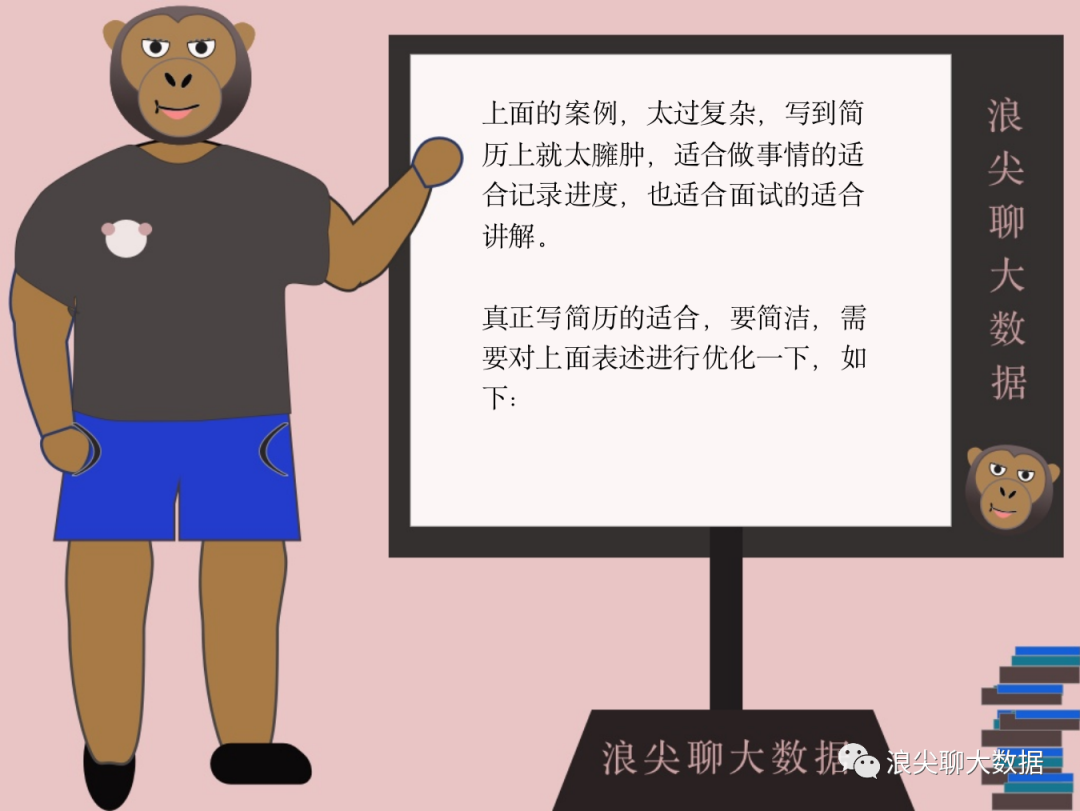 上面的案例，太过复杂，写到简
历上就太臃肿，适合做事情的适
合记录进度，也适合面试的适合
讲解。
真正写简历的适合，要简洁，需
要对上面表述进行优化一下，如
下：
浪尖聊大数据
浪尖聊大数据
浪尖聊大数据